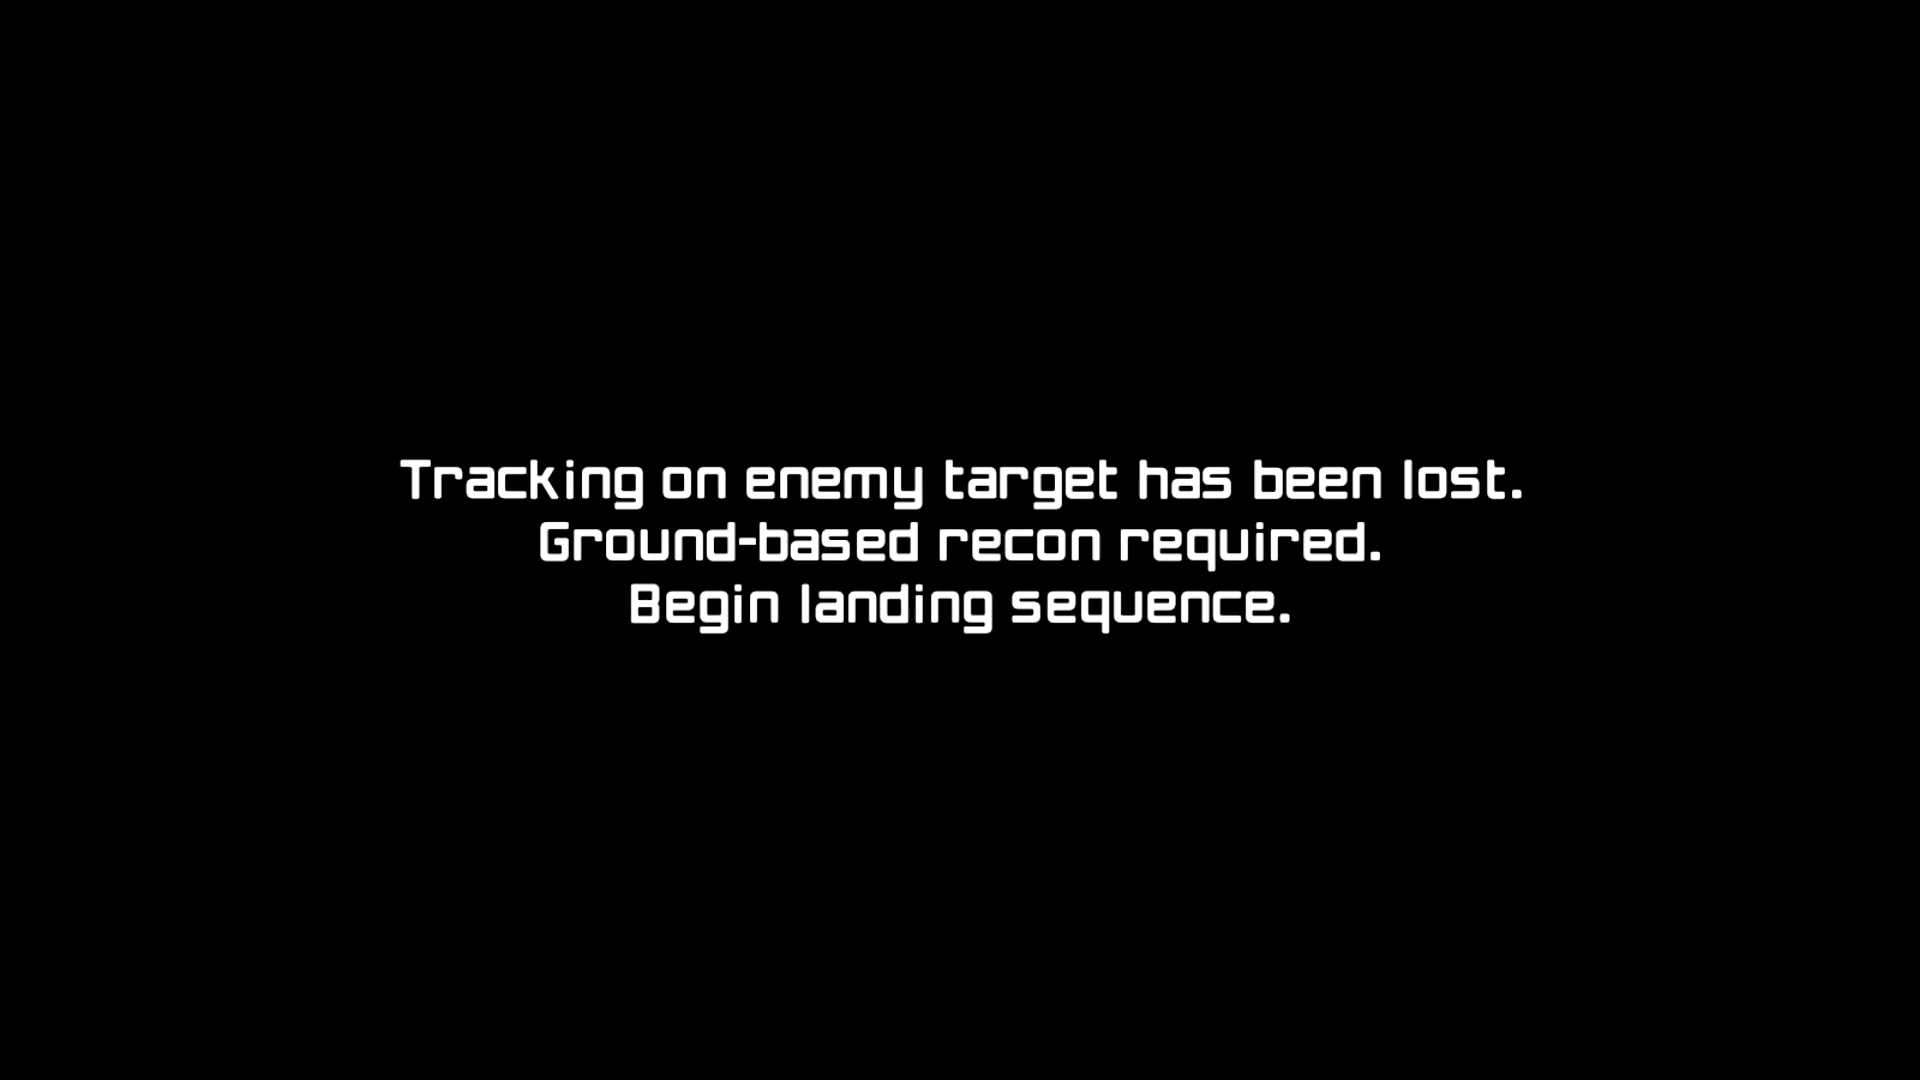 Tracking on enemy target has been lost.
Ground-based recon required.
Begin landing sequence.